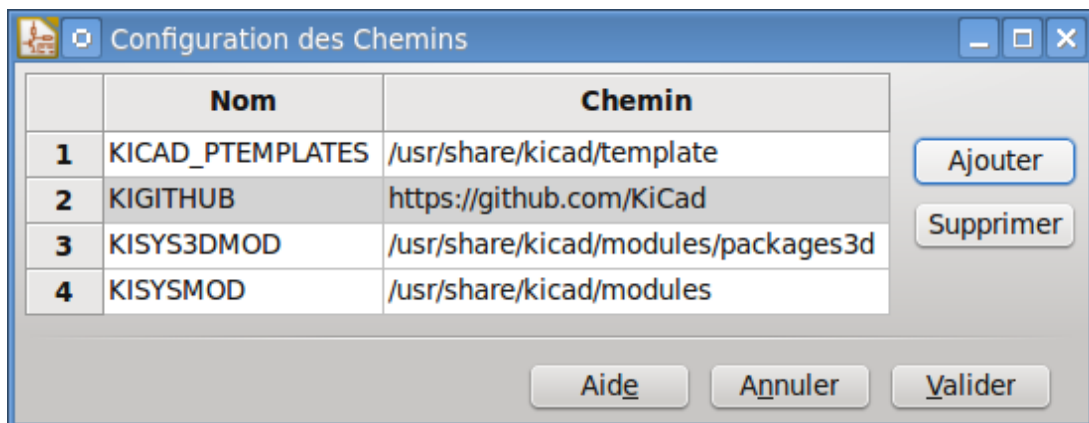 Configuration des Chemins
Nom Chemin
1 KICAD_PTEMPLATES /usr/share/kicad/template
2 KIGITHUB https://github.com/KiCad
3 KISYS3DMOD /usr/share/kicad/modules/packages3d
4 KISYSMOD /usr/share/kicad/modules
Ajouter
Supprimer
Aide Annuler Valider